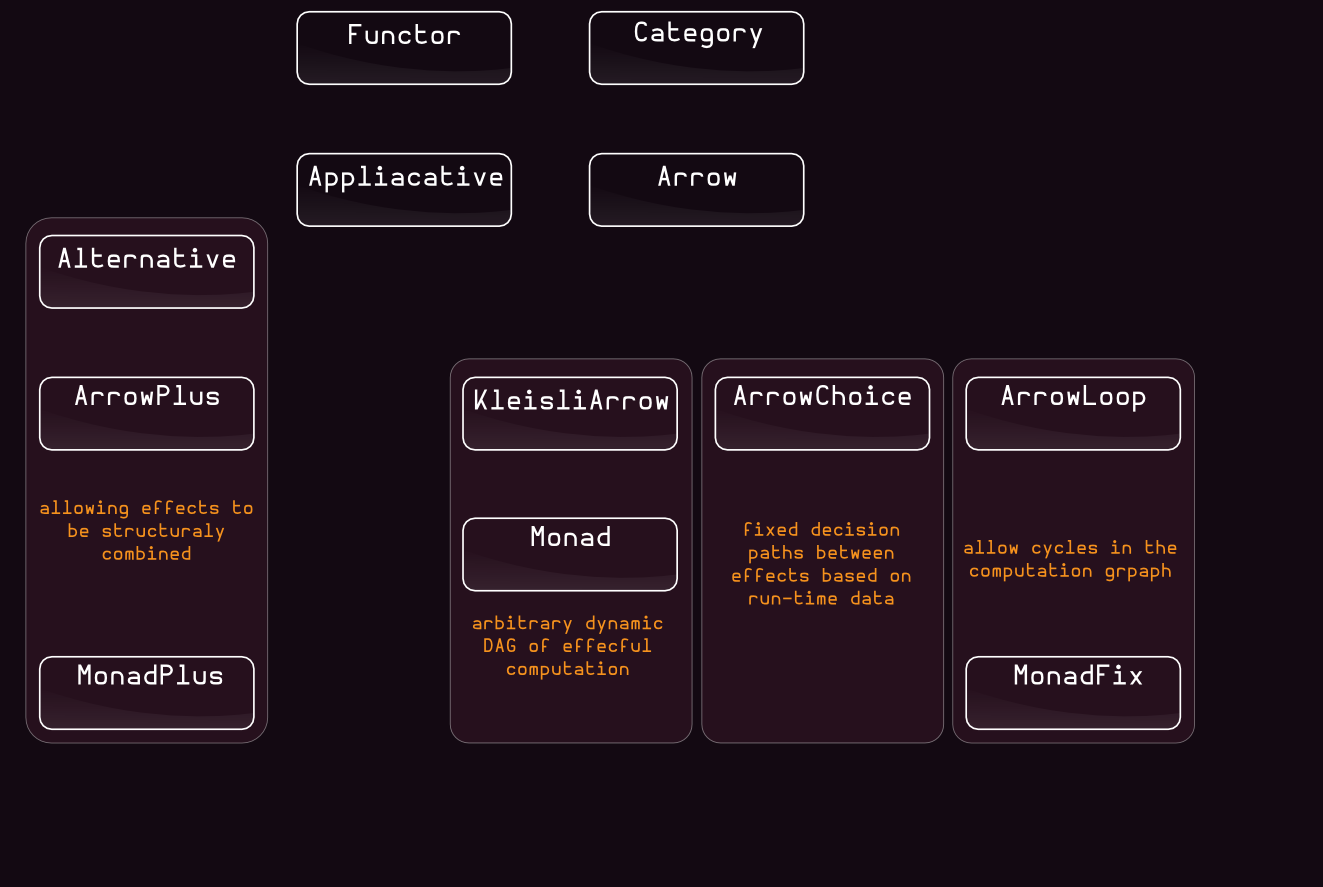 Functor
Category
Appliacative
Arrow
Alternative
ArrowPlus
allowing effects to
be structuraly
combined
MonadPlus
KleisliArrow
Monad
arbitrary dynamic
DAG of effecful
computation
ArrowChoice
fixed decision
paths between
effects based on
run-time data
ArrowLoop
allow cycles in the
computation grpaph
MonadFix